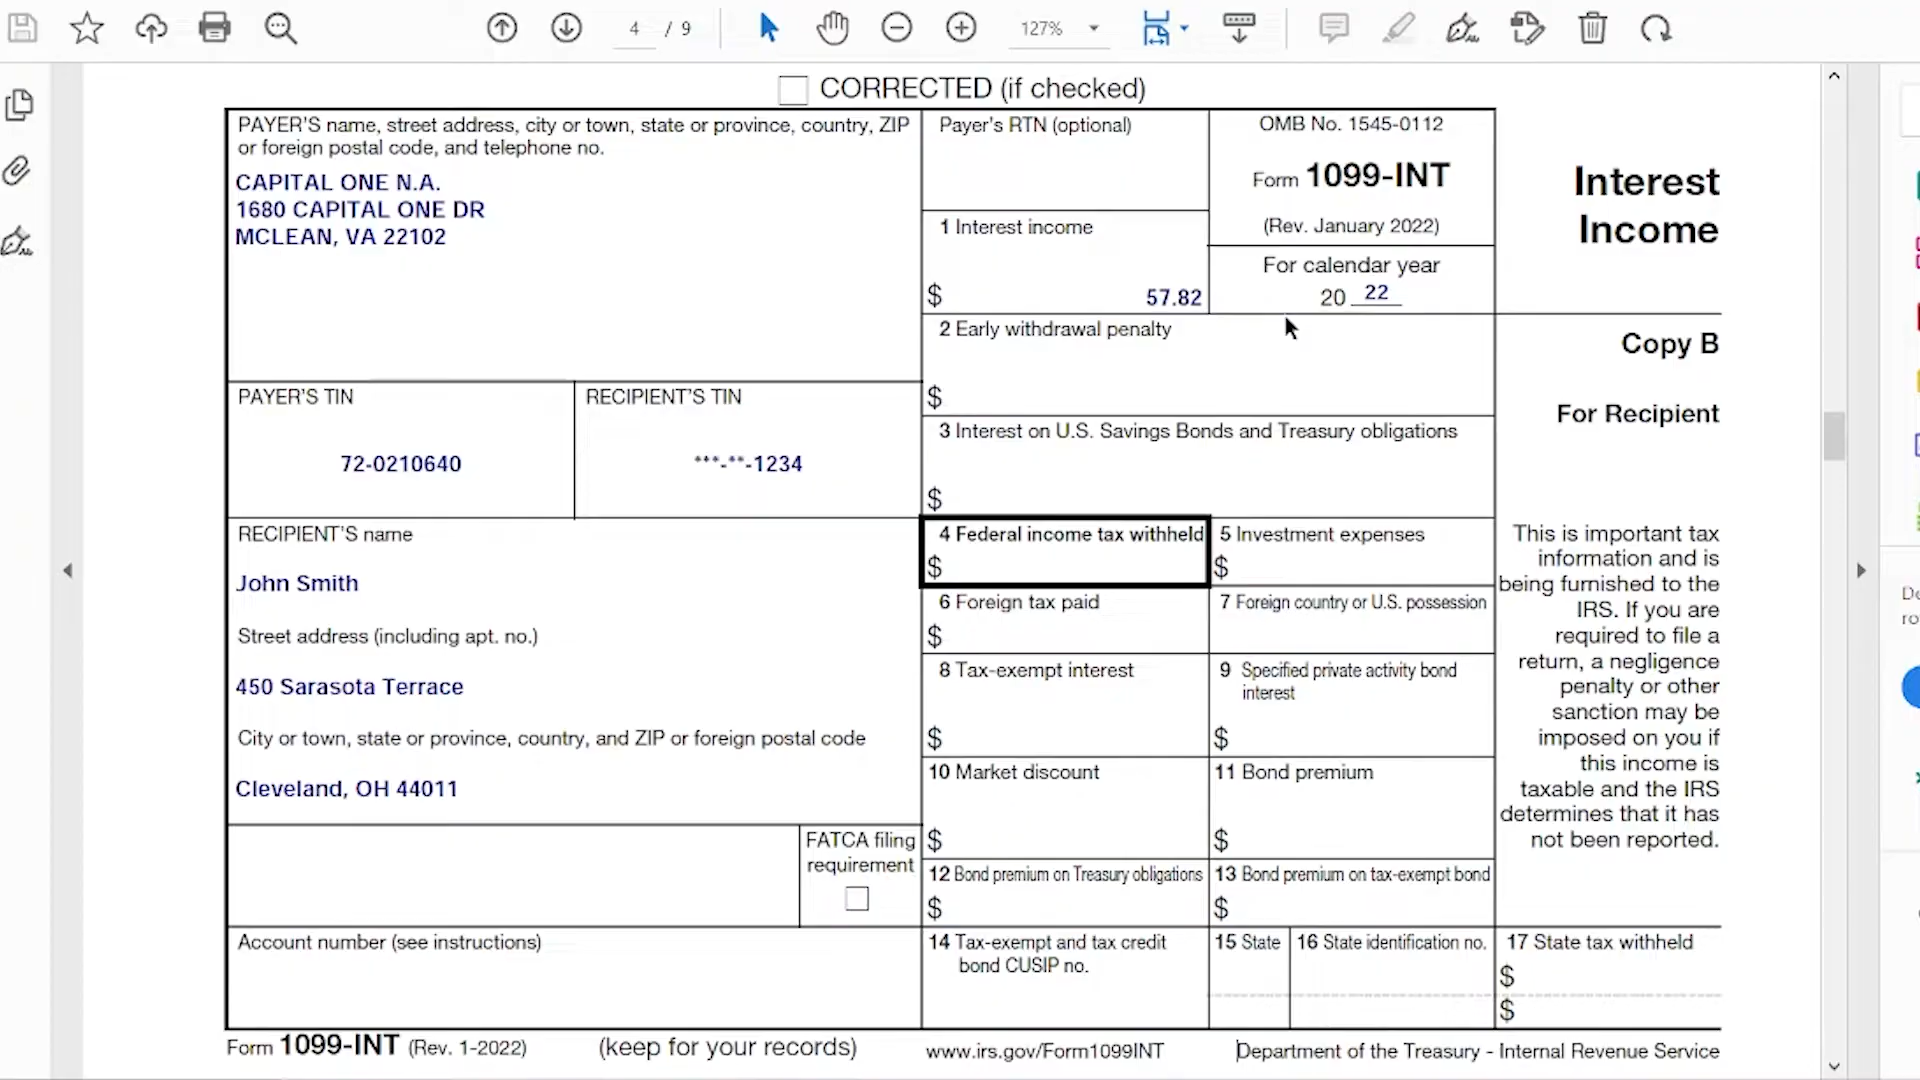 4 / 9
127%
CORRECTED (if checked)
PAYER'S name, street address, city or town, state or province, country, ZIP
or foreign postal code, and telephone no.
CAPITAL ONE N.A.
1680 CAPITAL ONE DR
MCLEAN, VA 22102
Payer's RTN (optional)
1 Interest income
$ 57.82
OMB No. 1545-0112
Form 1099-INT
(Rev. January 2022)
For calendar year
20 22
Interest
Income
2 Early withdrawal penalty
$
Copy B
For Recipient
PAYER'S TIN
72-0210640
RECIPIENT'S TIN
***-**-1234
3 Interest on U.S. Savings Bonds and Treasury obligations
$
RECIPIENT'S name
John Smith
Street address (including apt. no.)
450 Sarasota Terrace
City or town, state or province, country, and ZIP or foreign postal code
Cleveland, OH 44011
4 Federal income tax withheld
$
5 Investment expenses
$
6 Foreign tax paid
$
7 Foreign country or U.S. possession
8 Tax-exempt interest
$
9 Specified private activity bond
interest
$
10 Market discount
$
11 Bond premium
$
This is important tax
information and is
being furnished to the
IRS. If you are
required to file a
return, a negligence
penalty or other
sanction may be
imposed on you if
this income is
taxable and the IRS
determines that it has
not been reported.
FATCA filing
requirement
12 Bond premium on Treasury obligations
$
13 Bond premium on tax-exempt bond
$
Account number (see instructions)
14 Tax-exempt and tax credit
bond CUSIP no.
15 State
16 State identification no.
17 State tax withheld
$
$
Form 1099-INT (Rev. 1-2022)
(keep for your records)
www.irs.gov/Form1099INT
Department of the Treasury - Internal Revenue Service